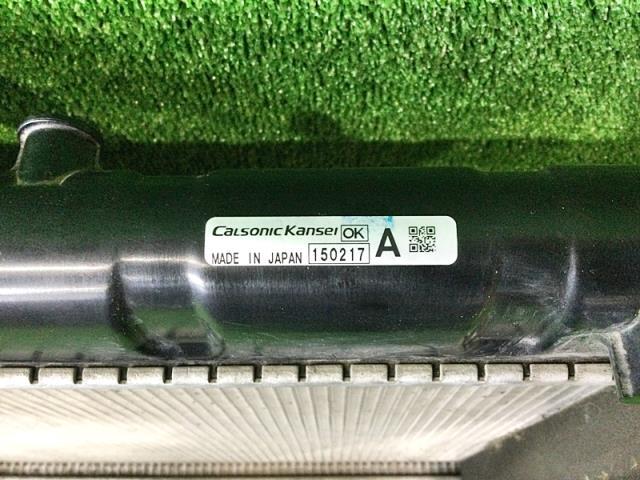 CalsonicKansei OK
MADE IN JAPAN 150217 A